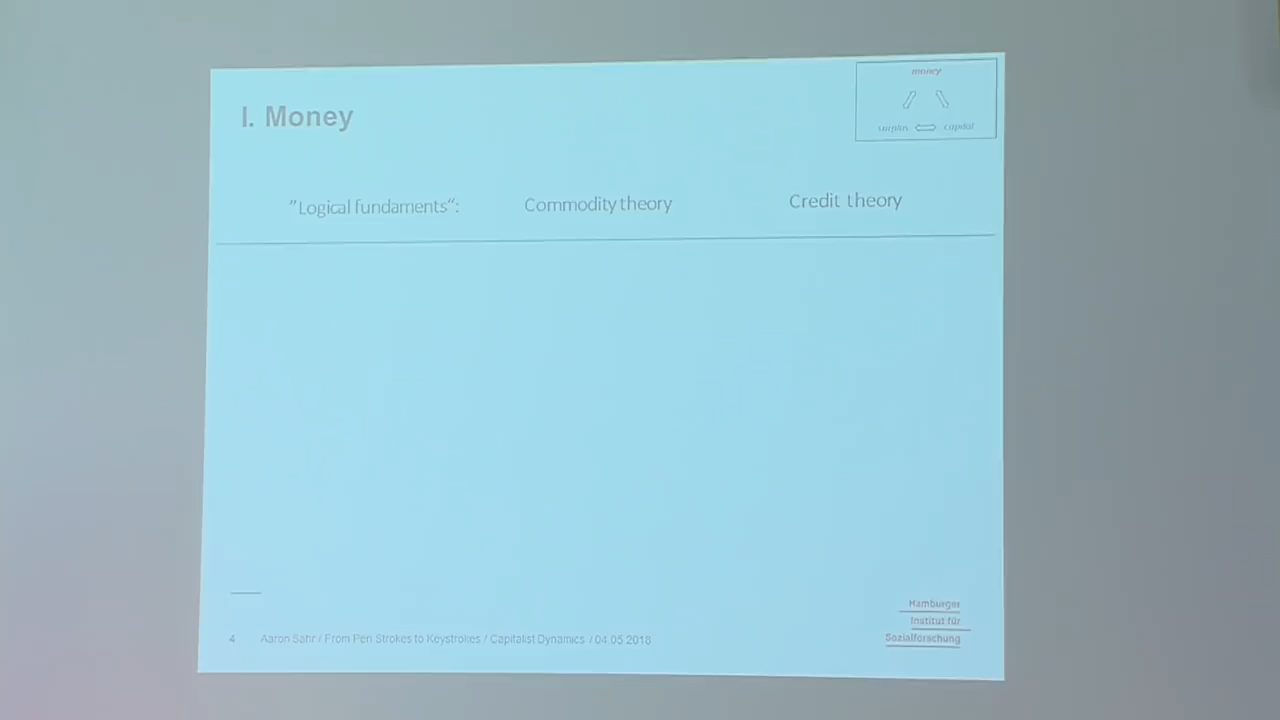 money
I. Money
surplus capital
"Logical fundaments“: Commodity theory Credit theory
Hamburger
Institut für
Sozialforschung
4 Aaron Sahr / From Pen Strokes to Keystrokes / Capitalist Dynamics / 04.05.2018